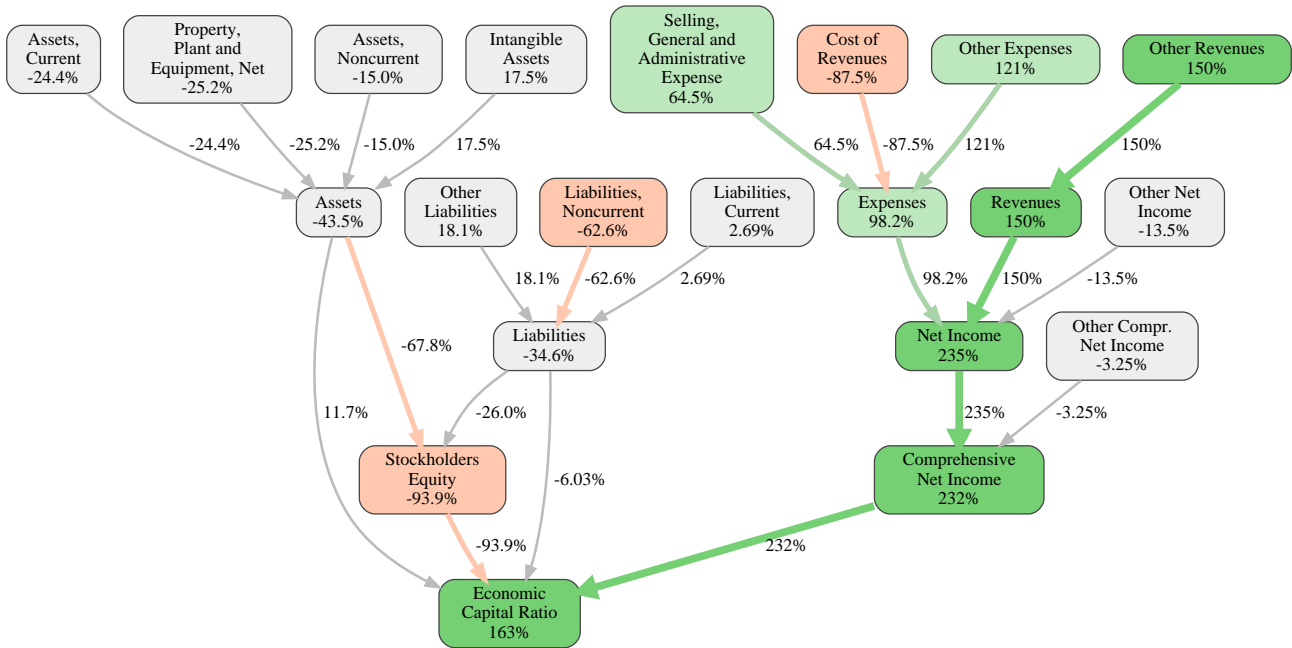 Assets,
Current
-24.4%
Property,
Plant and
Equipment, Net
-25.2%
Assets,
Noncurrent
-15.0%
Intangible
Assets
17.5%
Selling,
General and
Administrative
Expense
64.5%
Cost of
Revenues
-87.5%
Other Expenses
121%
Other Revenues
150%
-24.4%
-25.2%
-15.0%
17.5%
64.5%
-87.5%
121%
150%
Assets
-43.5%
Other
Liabilities
18.1%
Liabilities,
Noncurrent
-62.6%
Liabilities,
Current
2.69%
Expenses
98.2%
Revenues
150%
Other Net
Income
-13.5%
18.1%
-62.6%
2.69%
98.2%
150%
-13.5%
Liabilities
-34.6%
Net Income
235%
Other Compr.
Net Income
-3.25%
-67.8%
11.7%
-26.0%
235%
-3.25%
Stockholders
Equity
-93.9%
-6.03%
Comprehensive
Net Income
232%
-93.9%
232%
Economic
Capital Ratio
163%